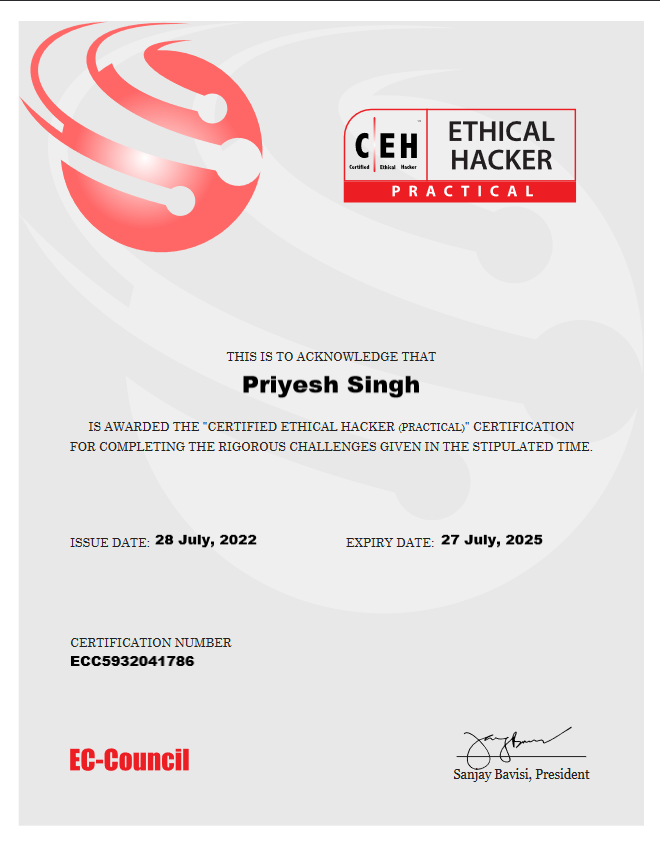 CEH
Certified Ethical Hacker
™
ETHICAL
HACKER
PRACTICAL
THIS IS TO ACKNOWLEDGE THAT
Priyesh Singh
IS AWARDED THE "CERTIFIED ETHICAL HACKER (PRACTICAL)" CERTIFICATION
FOR COMPLETING THE RIGOROUS CHALLENGES GIVEN IN THE STIPULATED TIME.
ISSUE DATE: 28 July, 2022
EXPIRY DATE: 27 July, 2025
CERTIFICATION NUMBER
ECC5932041786
EC-Council
Sanjay Bavisi, President